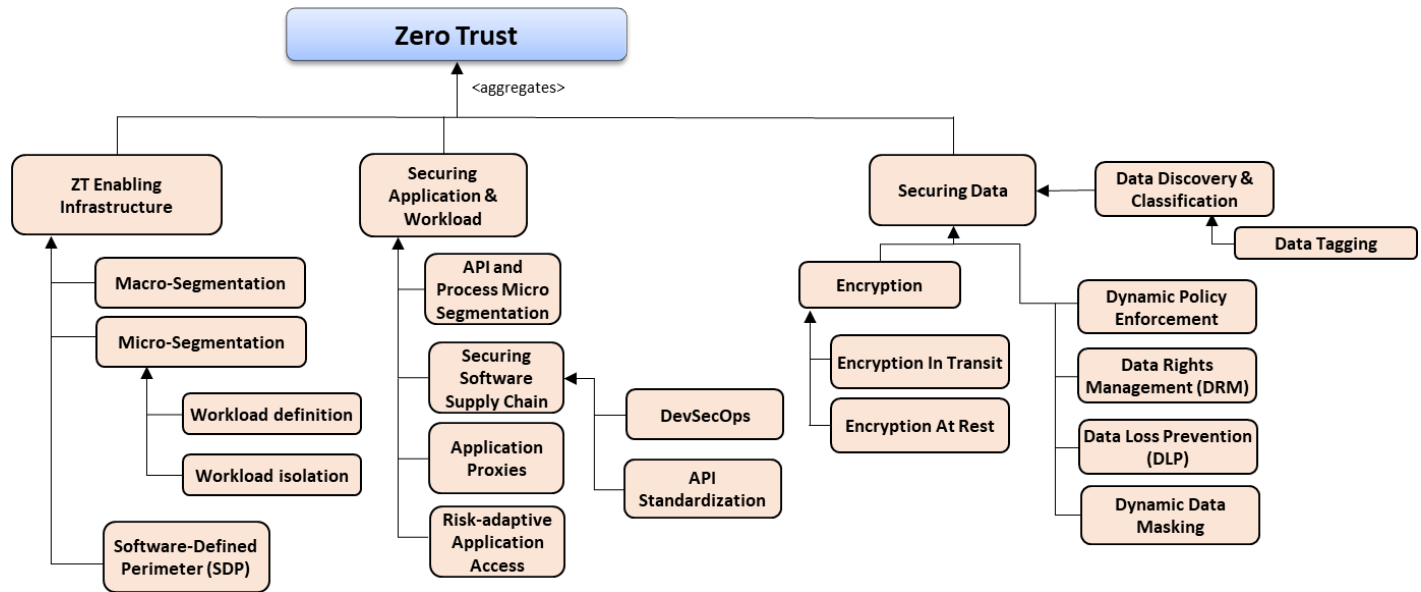 Zero Trust
<aggregates>
ZT Enabling
Infrastructure
Macro-Segmentation
Micro-Segmentation
Workload definition
Workload isolation
Software-Defined
Perimeter (SDP)
Securing
Application &
Workload
API and
Process Micro
Segmentation
Securing
Software
Supply Chain
DevSecOps
API
Standardization
Application
Proxies
Risk-adaptive
Application
Access
Securing Data
Data Discovery &
Classification
Data Tagging
Encryption
Encryption In Transit
Encryption At Rest
Dynamic Policy
Enforcement
Data Rights
Management (DRM)
Data Loss Prevention
(DLP)
Dynamic Data
Masking